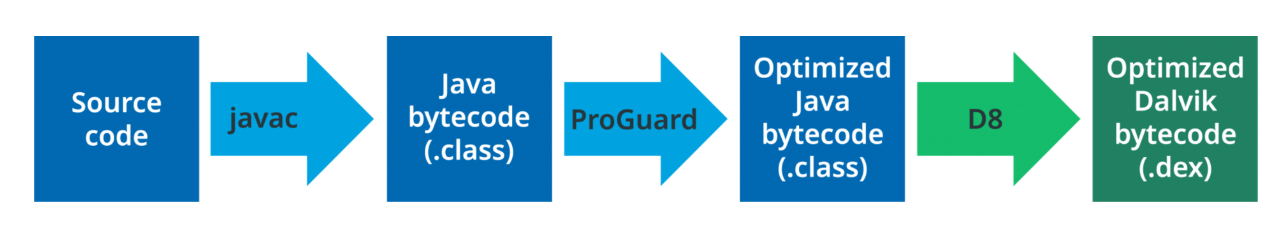 Source
code
javac
Java
bytecode
(.class)
ProGuard
Optimized
Java
bytecode
(.class)
D8
Optimized
Dalvik
bytecode
(.dex)